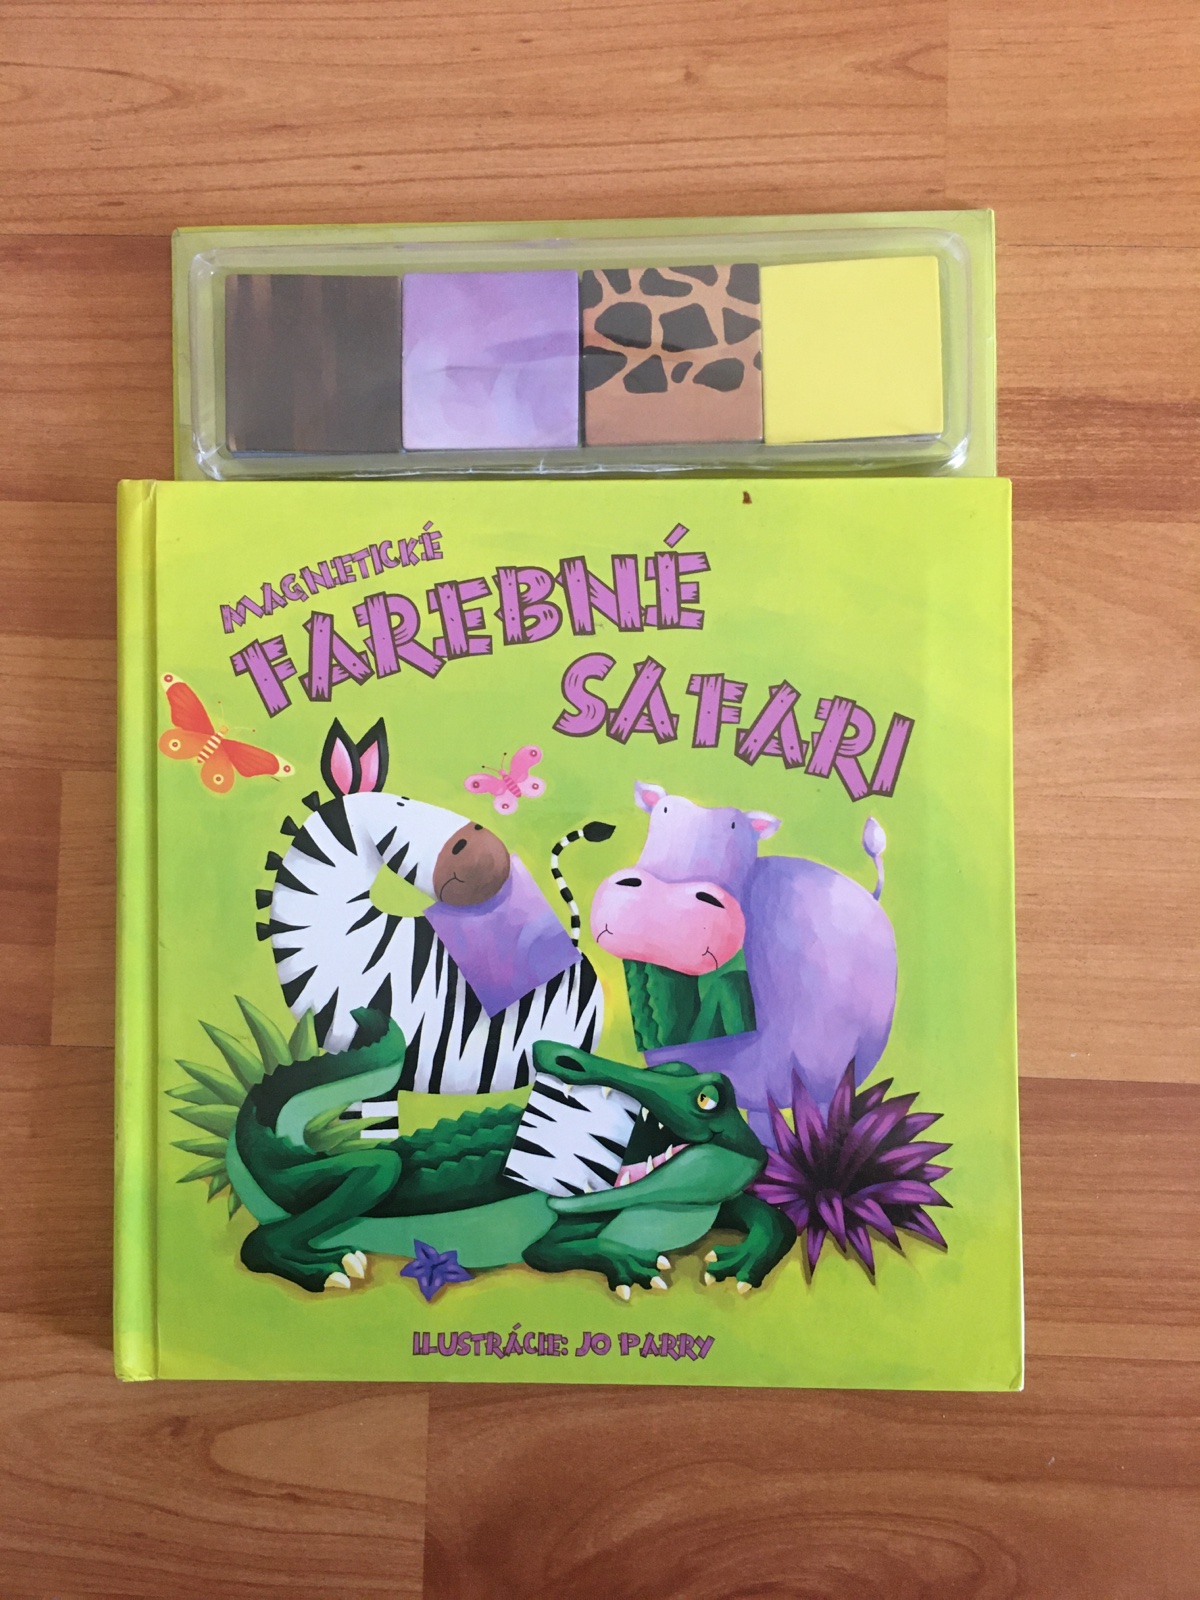 MAGNETICKÉ
FAREBNÉ
SAFARI
ILUSTRÁCIE: JO PARRY